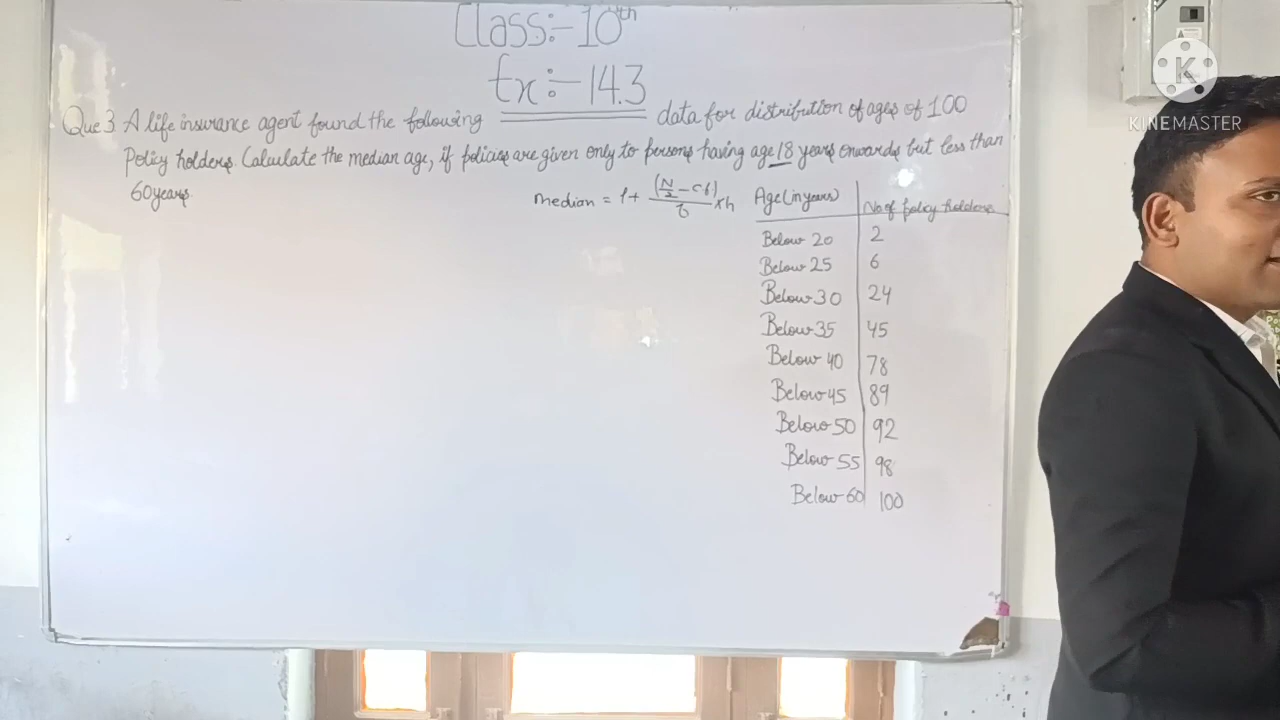 Class:-10th
Ex:-14.3
Que 3. A life insurance agent found the following data for distribution of ages of 100
Policy holders. Calculate the median age, if policies are given only to persons having age 18 years onwards but less than
60 years
median = l + (N/2 - cf)/f × h
Age (in years) No of policy holders
Below 20 2
Below 25 6
Below 30 24
Below 35 45
Below 40 78
Below 45 89
Below 50 92
Below 55 98
Below 60 100
K
KINEMASTER